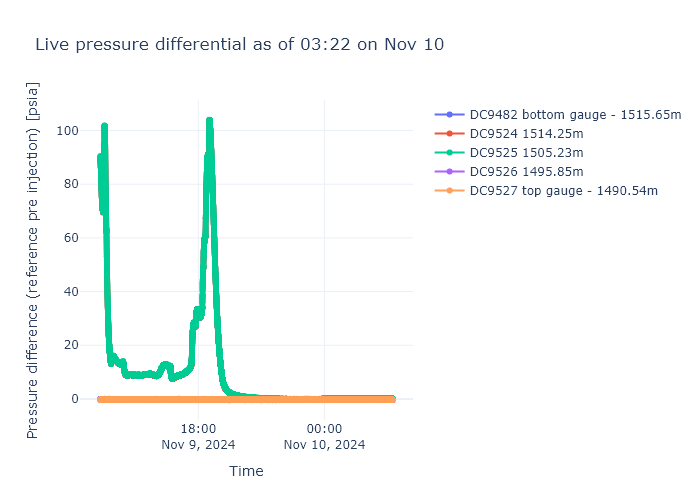 Live pressure differential as of 03:22 on Nov 10
Pressure difference (reference pre injection) [psia]
100
80
60
40
20
0
18:00
Nov 9, 2024
00:00
Nov 10, 2024
Time
DC9482 bottom gauge - 1515.65m
DC9524 1514.25m
DC9525 1505.23m
DC9526 1495.85m
DC9527 top gauge - 1490.54m